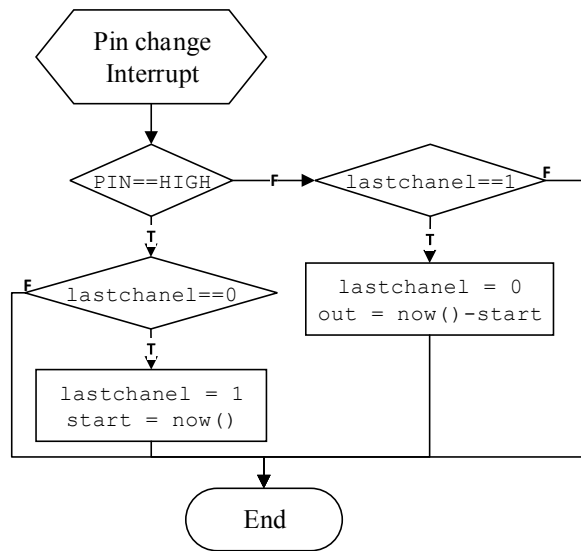 Pin change
Interrupt
PIN==HIGH
F
lastchanel==1
F
T
T
F
lastchanel==0
lastchanel = 0
out = now()-start
T
lastchanel = 1
start = now()
End